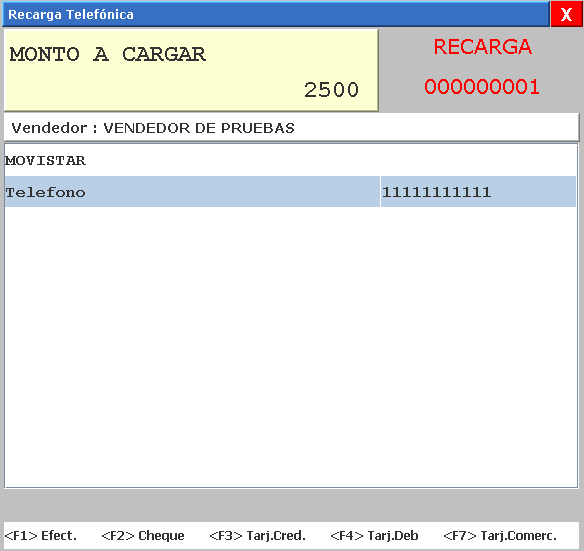 Recarga Telefónica X
MONTO A CARGAR
2500
RECARGA
000000001
Vendedor : VENDEDOR DE PRUEBAS
MOVISTAR
Telefono 11111111111
<F1> Efect. <F2> Cheque <F3> Tarj.Cred. <F4> Tarj.Deb <F7> Tarj.Comerc.